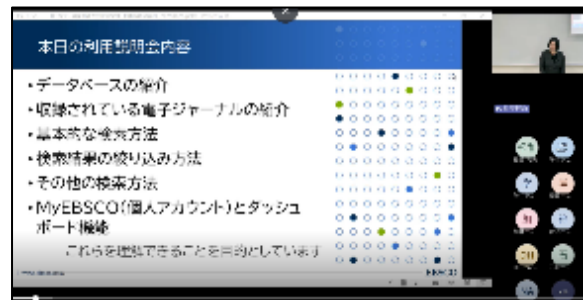 本日の利用説明会内容
・データベースの紹介
・収録されている電子ジャーナルの紹介
・基本的な検索方法
・検索結果の絞り込み方法
・その他の検索方法
・MyEBSCO(個人アカウント)とダッシュ
ボード機能
これらを理解できることを目的としています
EBSCO